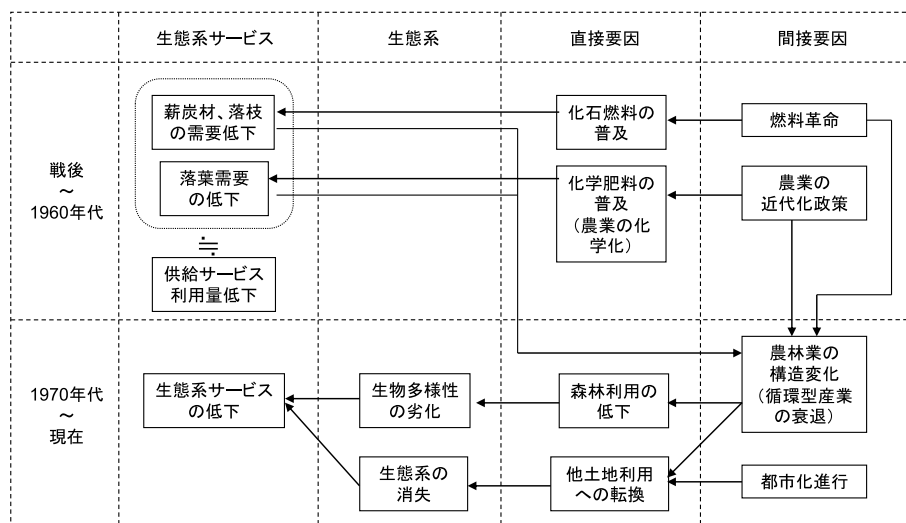 生態系サービス
生態系
直接要因
間接要因
戦後
～
1960年代
薪炭材、落枝
の需要低下
化石燃料の
普及
燃料革命
落葉需要
の低下
化学肥料の
普及
（農業の化
学化）
農業の
近代化政策
≒
供給サービス
利用量低下
1970年代
～
現在
生態系サービス
の低下
生物多様性
の劣化
森林利用の
低下
農林業の
構造変化
（循環型産業
の衰退）
生態系の
消失
他土地利用
への転換
都市化進行